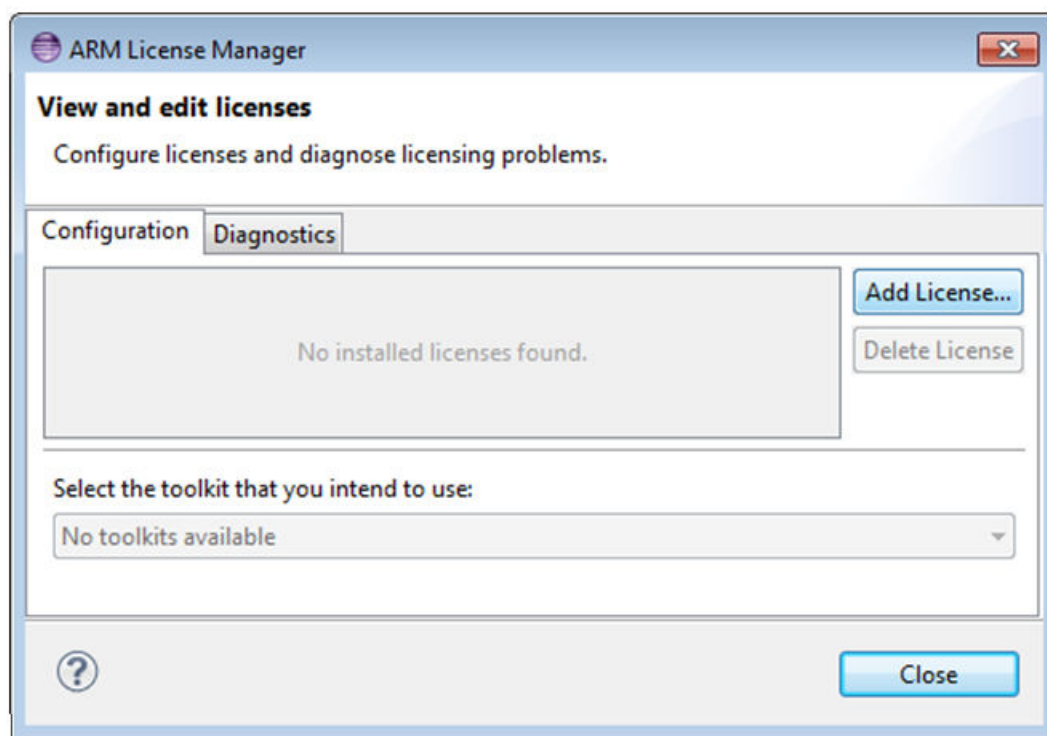 ARM License Manager
View and edit licenses
Configure licenses and diagnose licensing problems.
Configuration
Diagnostics
No installed licenses found.
Add License...
Delete License
Select the toolkit that you intend to use:
No toolkits available
?
Close